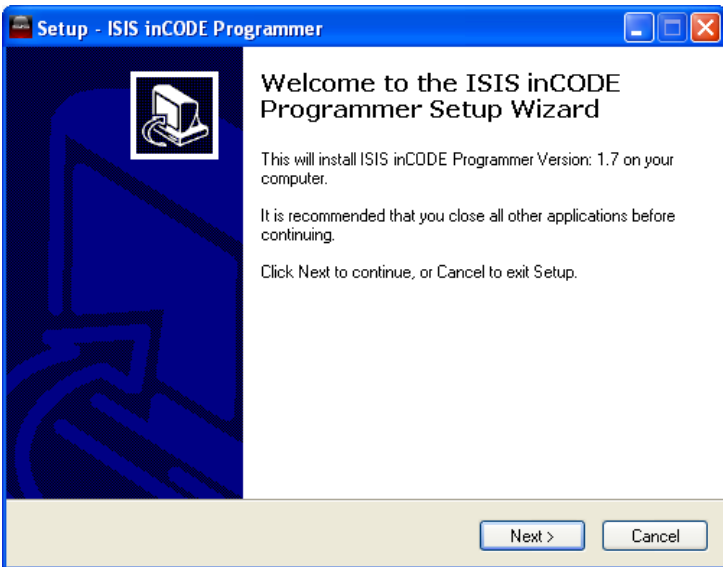 Setup - ISIS inCODE Programmer
Welcome to the ISIS inCODE
Programmer Setup Wizard
This will install ISIS inCODE Programmer Version: 1.7 on your
computer.
It is recommended that you close all other applications before
continuing.
Click Next to continue, or Cancel to exit Setup.
Next >
Cancel